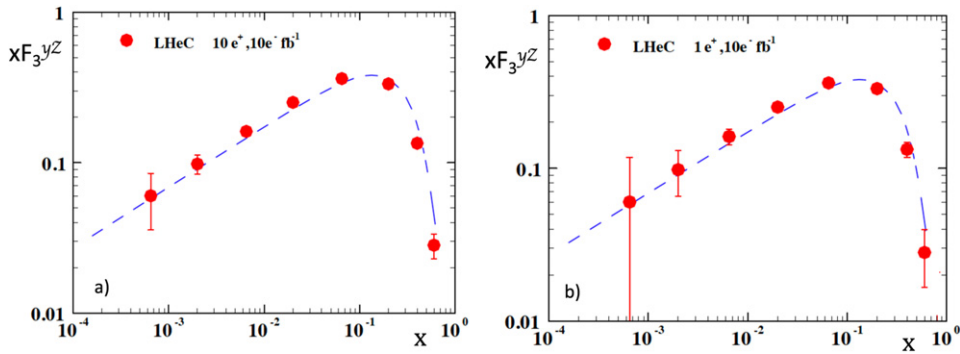 1
LHeC 10 e⁺,10e⁻ fb⁻¹
xF₃ʸᶻ
0.1
a)
0.01
10⁻⁴ 10⁻³ 10⁻² 10⁻¹ x 10⁰
1
LHeC 1 e⁺,10e⁻ fb⁻¹
xF₃ʸᶻ
0.1
b)
0.01
10⁻⁴ 10⁻³ 10⁻² 10⁻¹ x 10⁰